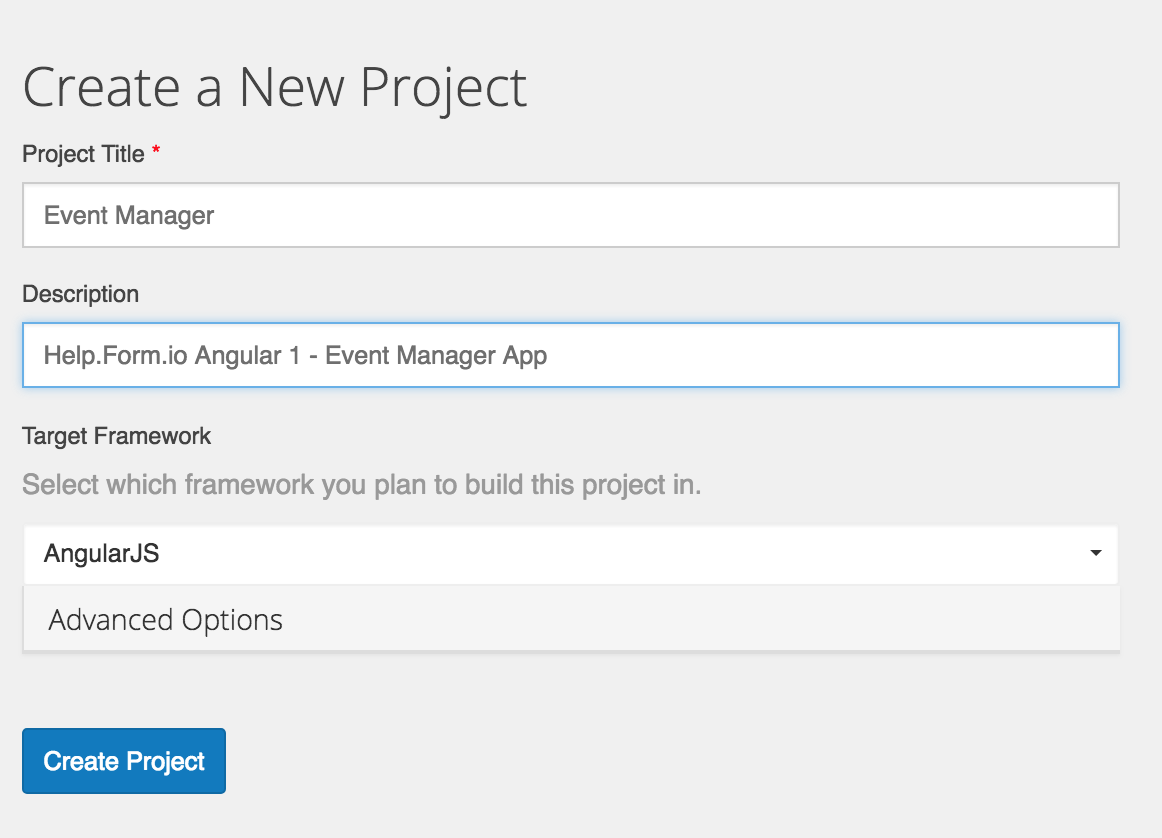 Create a New Project
Project Title *
Event Manager
Description
Help.Form.io Angular 1 - Event Manager App
Target Framework
Select which framework you plan to build this project in.
AngularJS
Advanced Options
Create Project